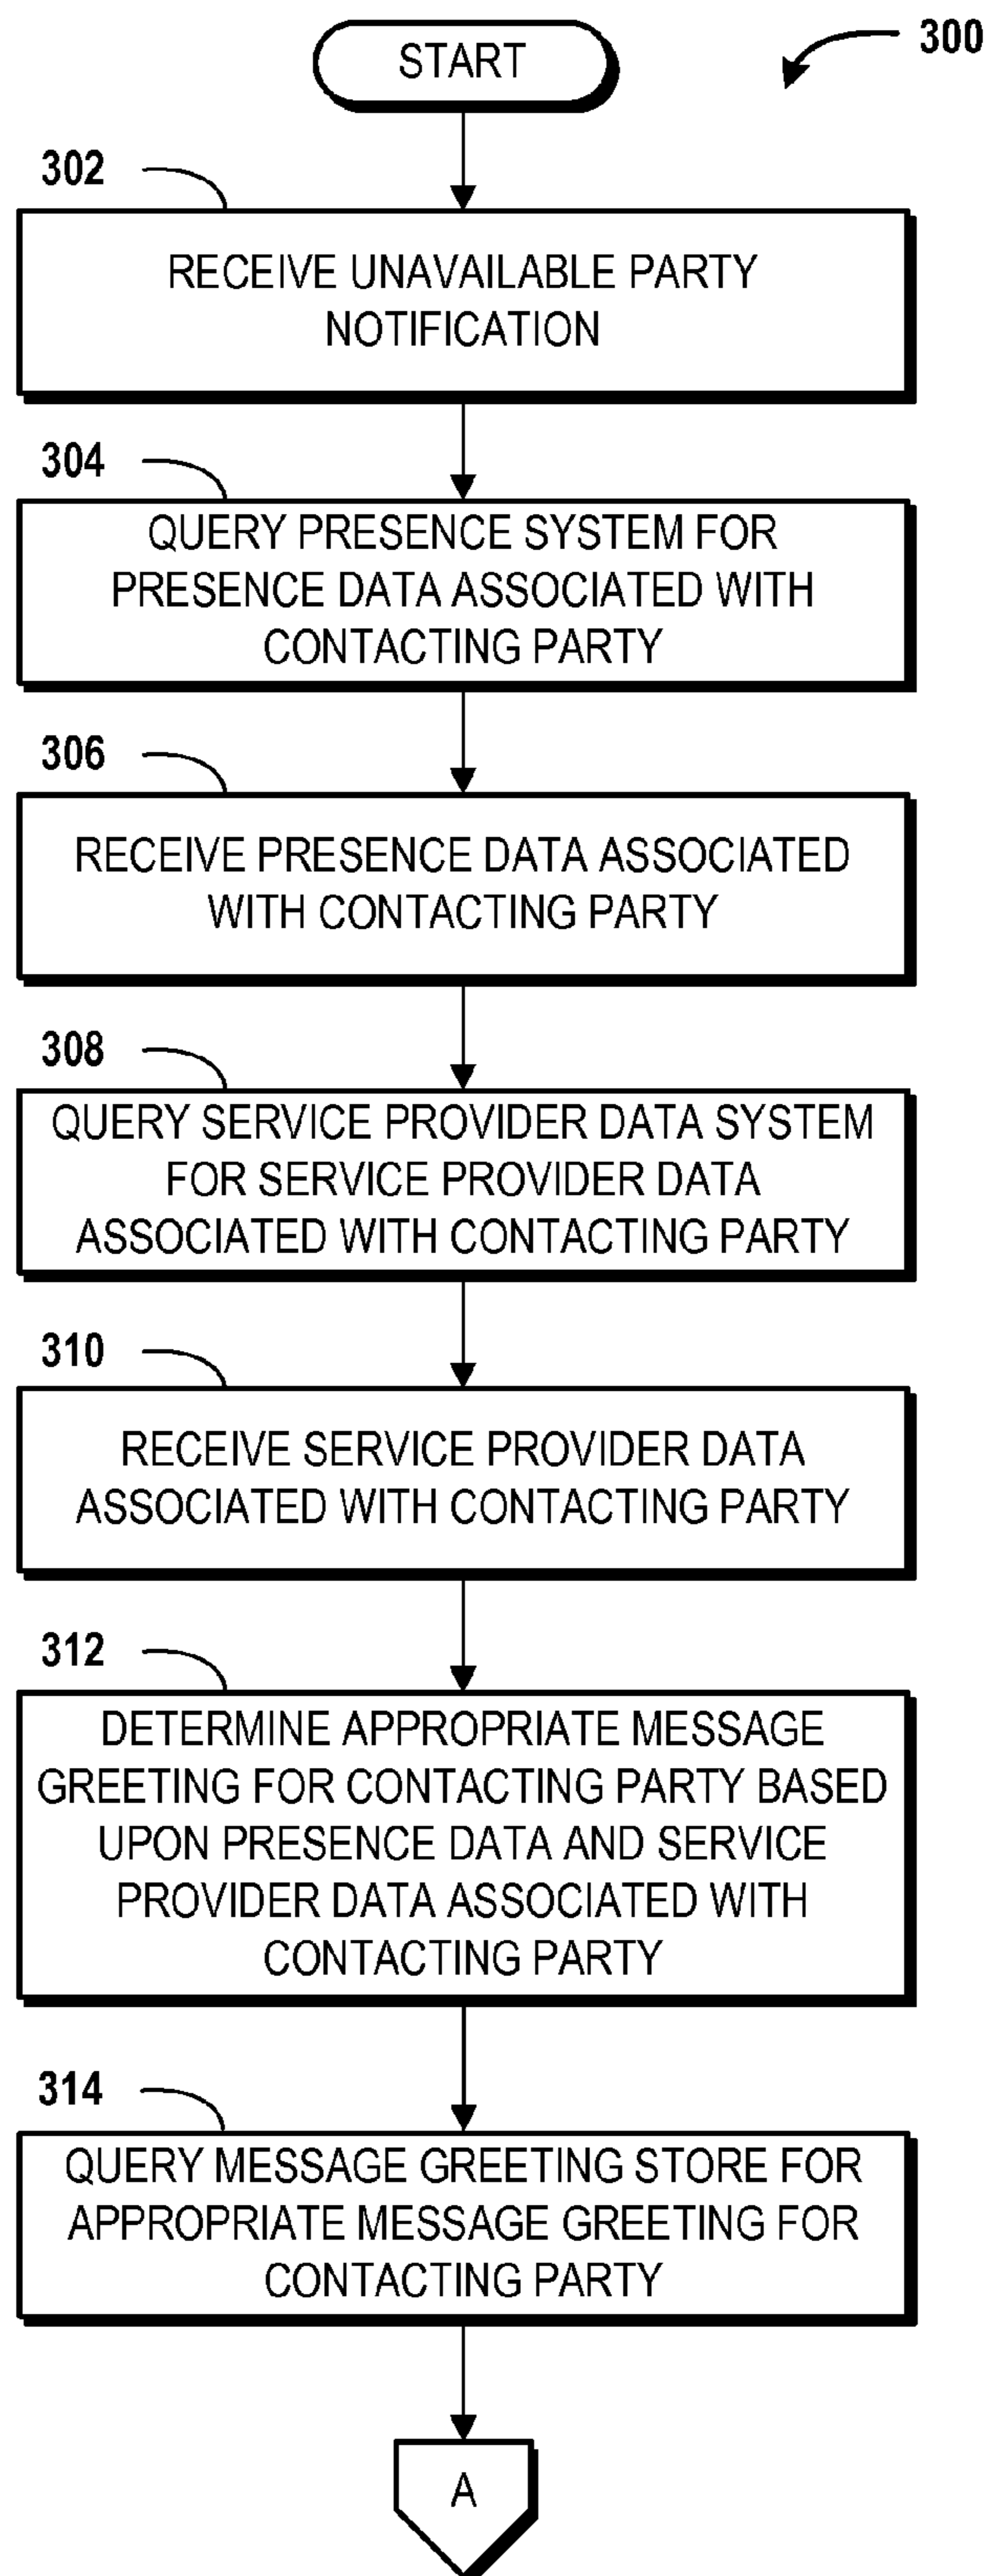 START
300
302
RECEIVE UNAVAILABLE PARTY
NOTIFICATION
304
QUERY PRESENCE SYSTEM FOR
PRESENCE DATA ASSOCIATED WITH
CONTACTING PARTY
306
RECEIVE PRESENCE DATA ASSOCIATED
WITH CONTACTING PARTY
308
QUERY SERVICE PROVIDER DATA SYSTEM
FOR SERVICE PROVIDER DATA
ASSOCIATED WITH CONTACTING PARTY
310
RECEIVE SERVICE PROVIDER DATA
ASSOCIATED WITH CONTACTING PARTY
312
DETERMINE APPROPRIATE MESSAGE
GREETING FOR CONTACTING PARTY BASED
UPON PRESENCE DATA AND SERVICE
PROVIDER DATA ASSOCIATED WITH
CONTACTING PARTY
314
QUERY MESSAGE GREETING STORE FOR
APPROPRIATE MESSAGE GREETING FOR
CONTACTING PARTY
A